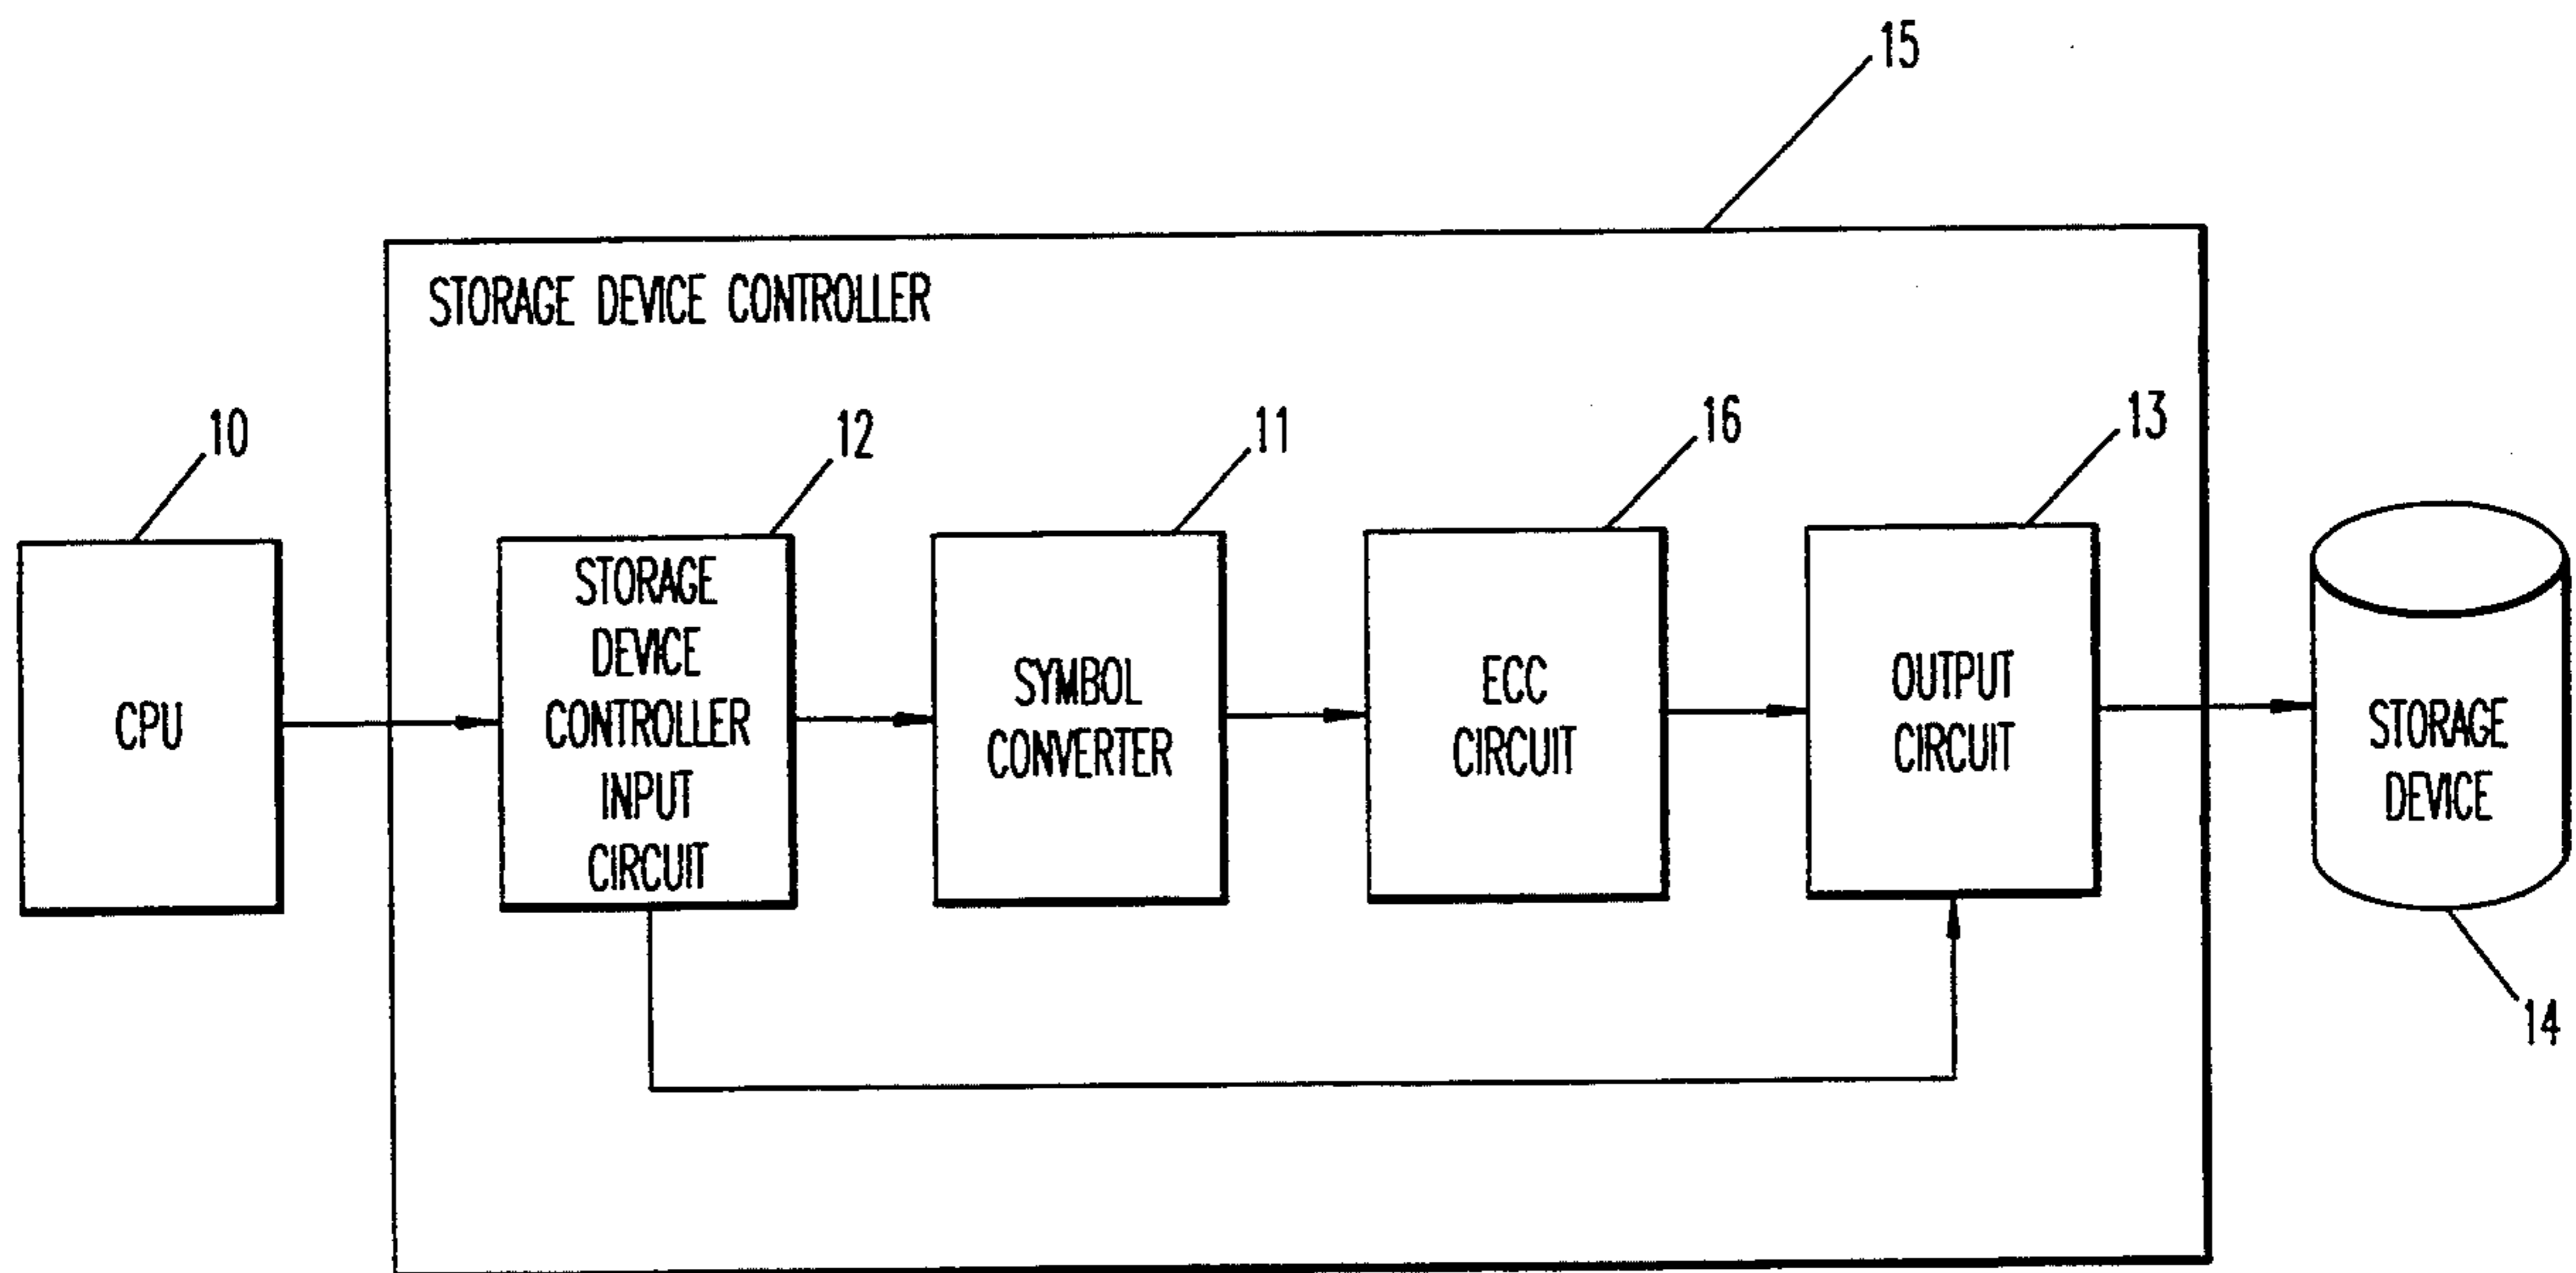 15
STORAGE DEVICE CONTROLLER
10
12
11
16
13
CPU
STORAGE
DEVICE
CONTROLLER
INPUT
CIRCUIT
SYMBOL
CONVERTER
ECC
CIRCUIT
OUTPUT
CIRCUIT
STORAGE
DEVICE
14